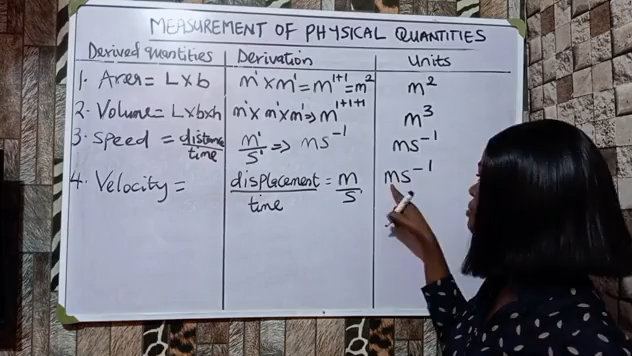 MEASUREMENT OF PHYSICAL QUANTITIES
Derived quantities Derivation Units
1. Area = L x b m¹ x m¹ = m¹⁺¹ = m² m²
2. Volume = L x b x h m¹ x m¹ x m¹ => m¹⁺¹⁺¹ m³
3. Speed = distance/time m¹/s¹ => ms⁻¹ ms⁻¹
4. Velocity = displacement/time = m/s ms⁻¹